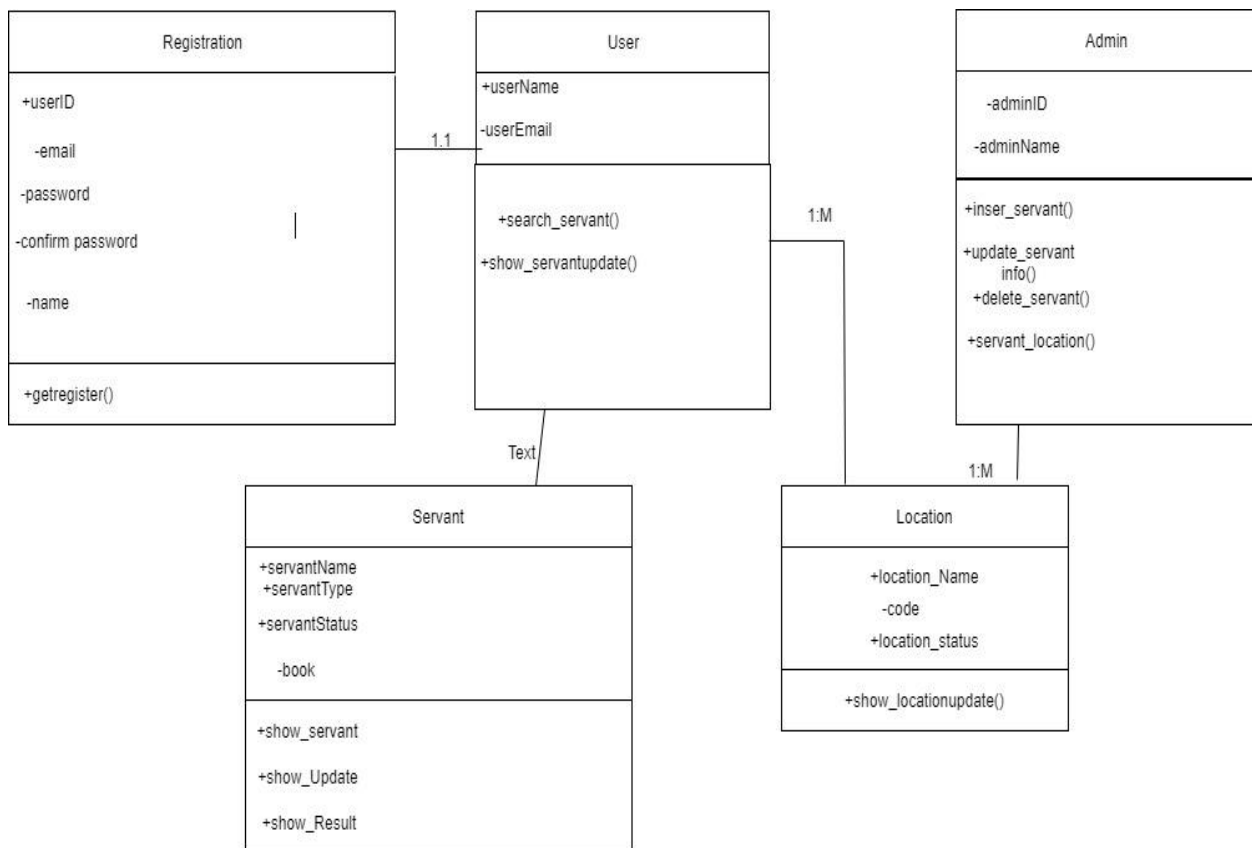 Registration
+userID
-email
-password
-confirm password
-name
+getregister()
1.1
User
+userName
-userEmail
+search_servant()
+show_servantupdate()
1:M
Admin
-adminID
-adminName
+inser_servant()
+update_servant
info()
+delete_servant()
+servant_location()
Text
1:M
Servant
+servantName
+servantType
+servantStatus
-book
+show_servant
+show_Update
+show_Result
Location
+location_Name
-code
+location_status
+show_locationupdate()